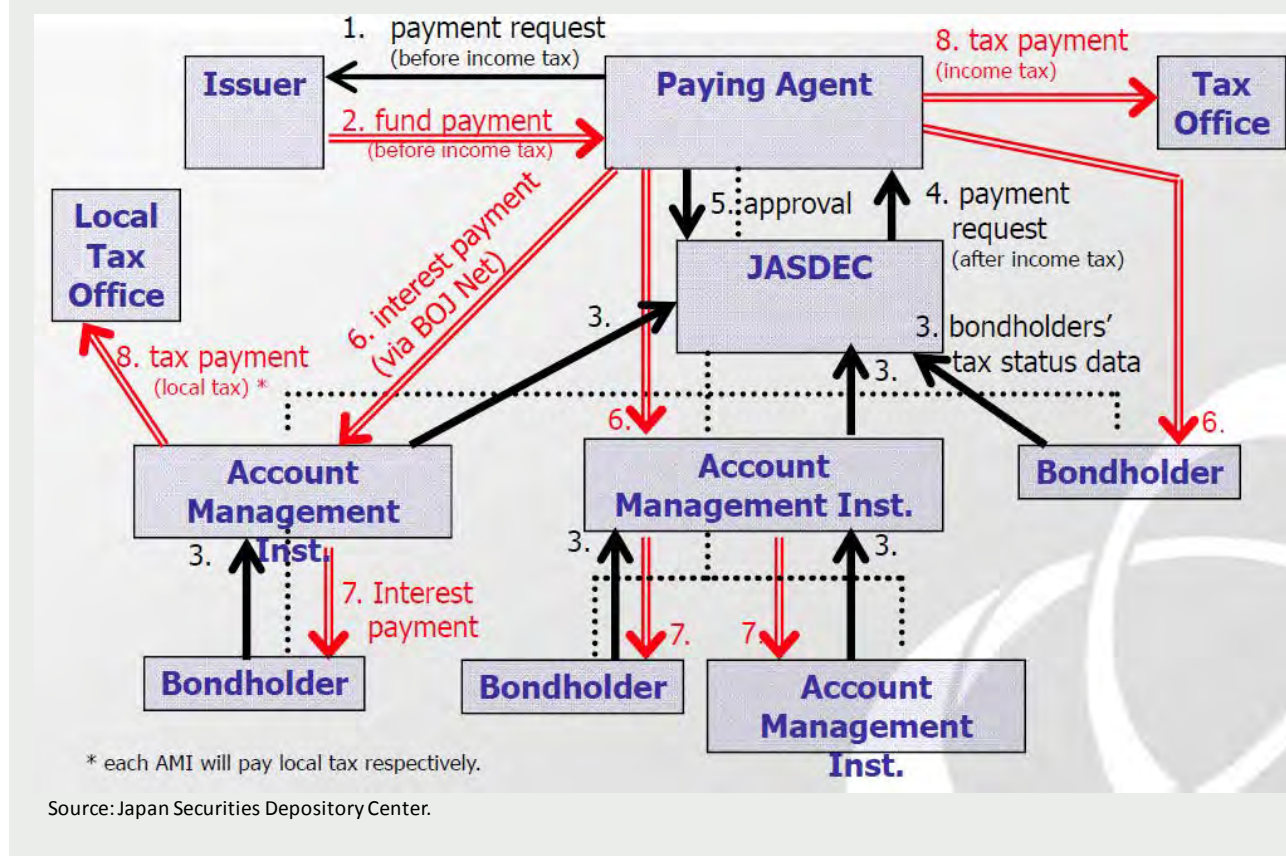 1. payment request
(before income tax)
8. tax payment
(income tax)
Issuer
Paying Agent
Tax
Office
2. fund payment
(before income tax)
Local
Tax
Office
6. interest payment
(via BOJ Net)
5. approval
4. payment
request
(after income tax)
JASDEC
3.
3. bondholders'
tax status data
3.
8. tax payment
(local tax) *
6.
6.
Account
Management
Inst.
Account
Management Inst.
Bondholder
3.
7. Interest
payment
3.
3.
7.
7.
Bondholder
Bondholder
Account
Management
Inst.
* each AMI will pay local tax respectively.
Source: Japan Securities Depository Center.